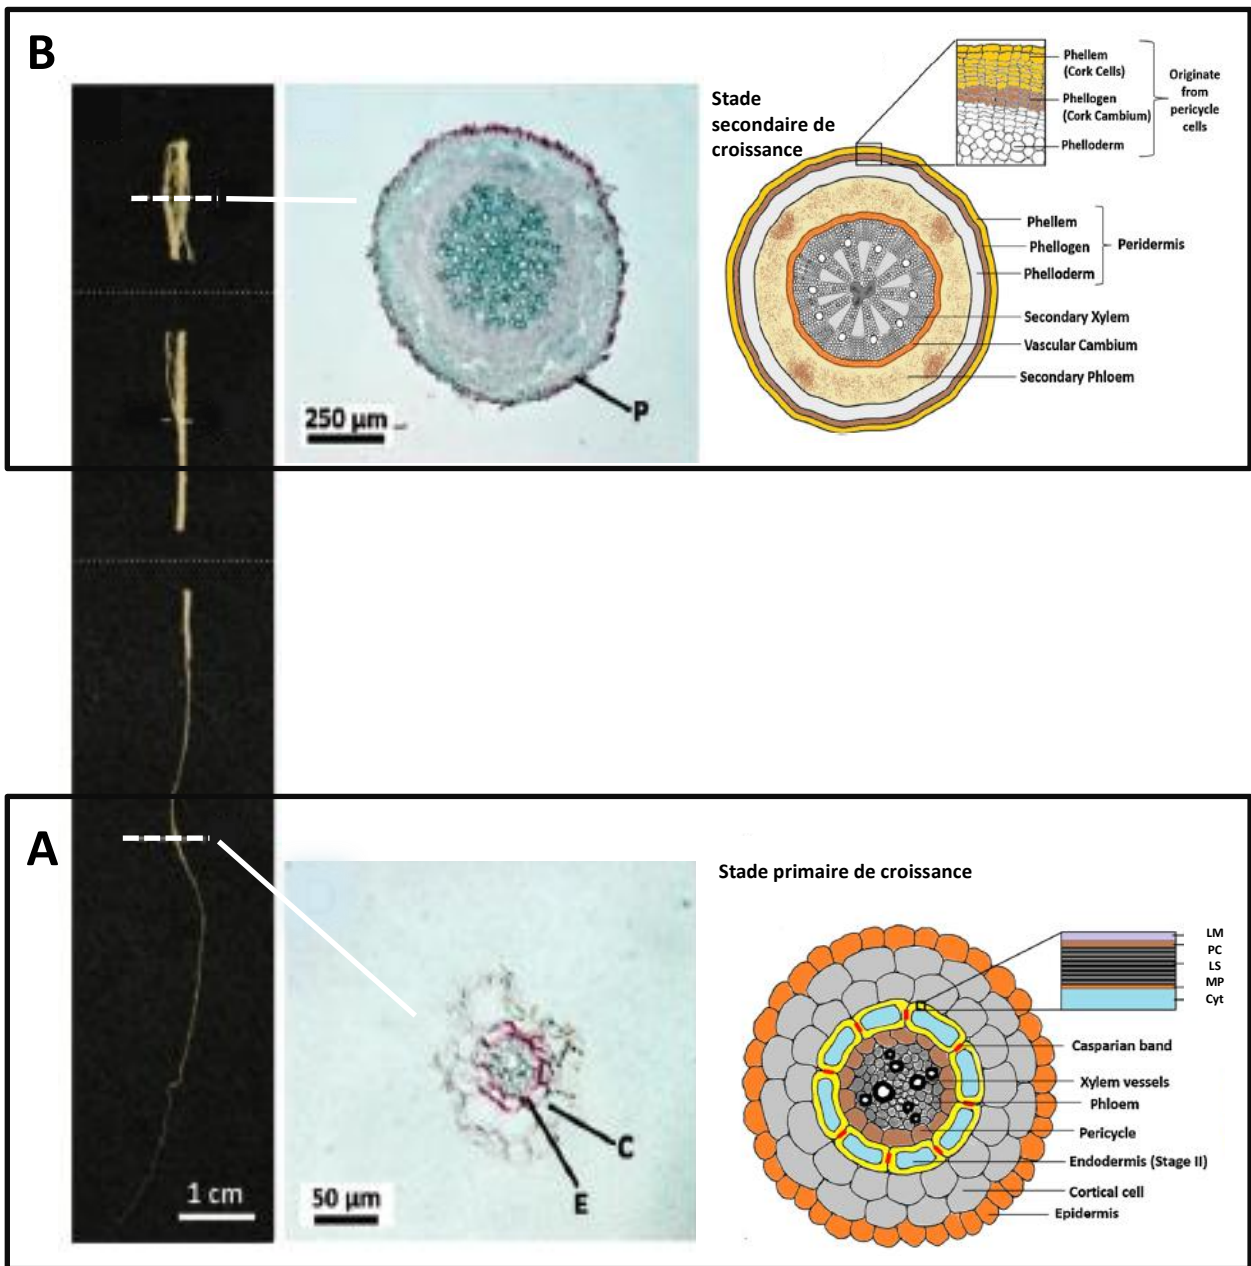 B
Stade
secondaire de
croissance
Phellem
(Cork Cells)
Phellogen
(Cork Cambium)
Phelloderm
Originate
from
pericycle
cells
Phellem
Phellogen
Phelloderm
Peridermis
Secondary Xylem
Vascular Cambium
Secondary Phloem
P
250 µm
A
Stade primaire de croissance
LM
PC
LS
MP
Cyt
Casparian band
Xylem vessels
Phloem
Pericycle
Endodermis (Stage II)
Cortical cell
Epidermis
C
E
1 cm
50 µm